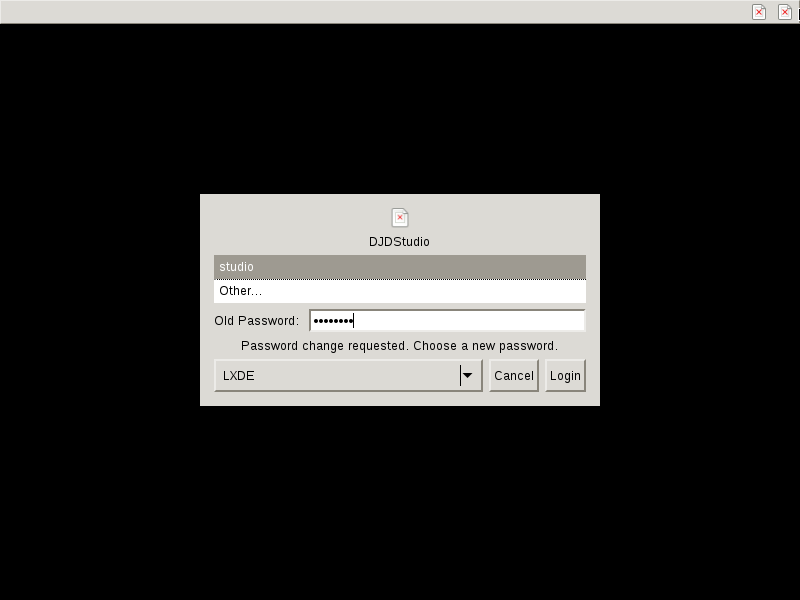 DJDStudio
studio
Other...
Old Password: ••••••••
Password change requested. Choose a new password.
LXDE Cancel Login